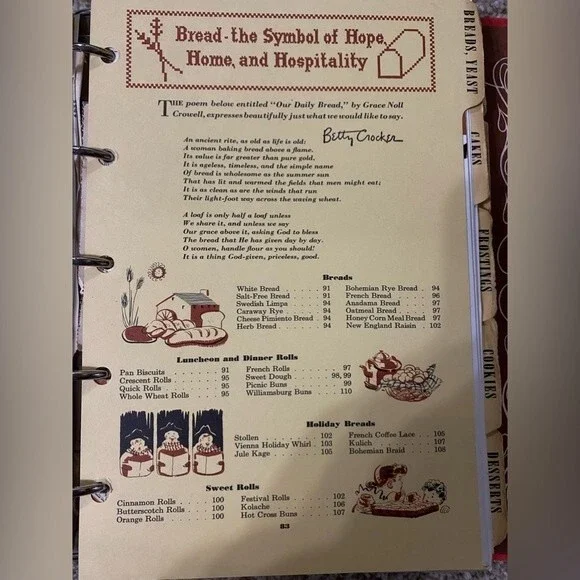 Bread-the Symbol of Hope,
Home, and Hospitality
THE poem below entitled "Our Daily Bread," by Grace Noll
Crowell, expresses beautifully just what we would like to say.
Betty Crocker
An ancient rite, as old as life is old:
A woman baking bread above a flame.
Its value is far greater than pure gold.
It is ageless, timeless, and the simple name
Of bread is wholesome as the summer sun
That has lit and warmed the fields that men might eat;
It is as clean as are the winds that run
Their light-foot way across the waving wheat.
A loaf is only half a loaf unless
We share it, and unless we say
Our grace above it, asking God to bless
The bread that He has given day by day.
O women, handle flour as you should!
It is a thing God-given, priceless, good.
Breads
White Bread . . . . . 91
Salt-Free Bread . . . . 91
Swedish Limpa . . . . 94
Caraway Rye . . . . . 94
Cheese Pimiento Bread . 94
Herb Bread . . . . . 94
Bohemian Rye Bread . 94
French Bread . . . . 96
Anadama Bread . . . 97
Oatmeal Bread . . . 97
Honey Corn Meal Bread 97
New England Raisin . 102
Luncheon and Dinner Rolls
Pan Biscuits . . . . . 91
Crescent Rolls . . . . 95
Quick Rolls . . . . . 95
Whole Wheat Rolls . . 95
French Rolls . . . . . 97
Sweet Dough . . . . 98, 99
Picnic Buns . . . . . 99
Williamsburg Buns . . . 110
Holiday Breads
Stollen . . . . . . 102
Vienna Holiday Whirl . 103
Jule Kage . . . . . 105
French Coffee Lace . . 105
Kulich . . . . . . 107
Bohemian Braid . . . 108
Sweet Rolls
Cinnamon Rolls . . . . 100
Butterscotch Rolls . . . 100
Orange Rolls . . . . . 100
Festival Rolls . . . . 102
Kolache . . . . . . 106
Hot Cross Buns . . . . 107
83
BREADS, YEAST
CAKES
FROSTINGS
COOKIES
DESSERTS